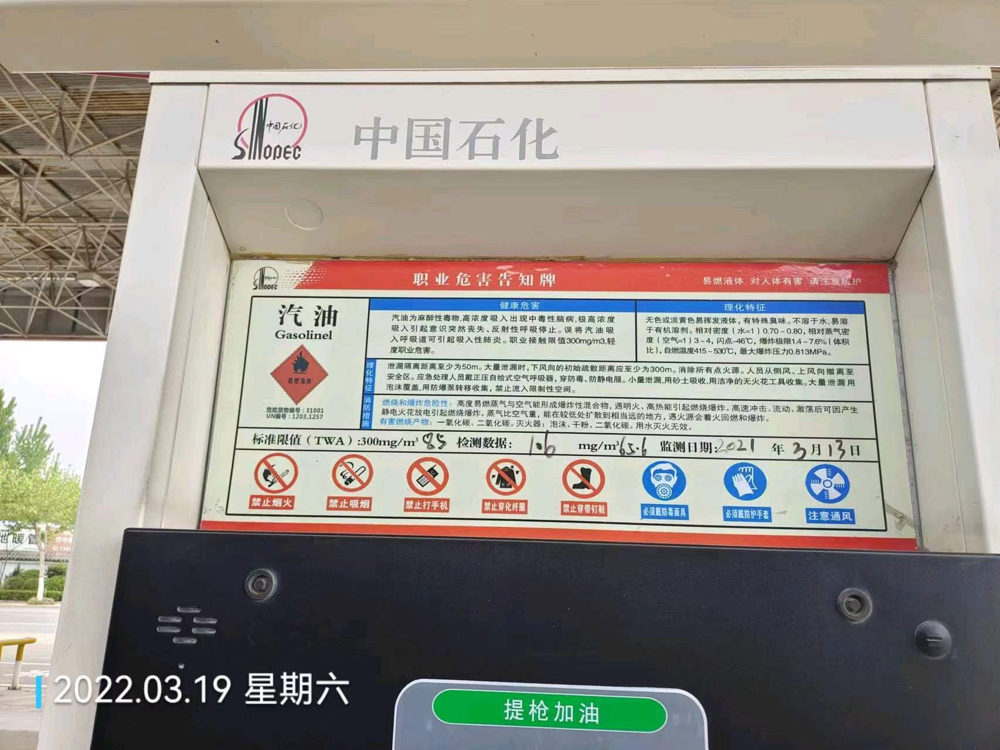 中国石化
SINOPEC
中国石化
中国石化
SINOPEC
职业危害告知牌
易燃液体 对人体有害 请注意防护
汽油
Gasolinel
易燃液体
危险货物编号：31001
UN编号：1203,1257
健康危害
汽油为麻醉性毒物,高浓度吸入出现中毒性脑病,极高浓度
吸入引起意识突然丧失、反射性呼吸停止。误将汽油吸
入呼吸道可引起吸入性肺炎。职业接触限值300mg/m3,轻
度职业危害。
理化特征
无色或淡黄色易挥发液体，有特殊臭味。不溶于水,易溶
于有机溶剂。相对密度（水=1）0.70～0.80，相对蒸气密
度（空气=1）3～4，闪点–46℃，爆炸极限1.4～7.6%（体积
比），自燃温度415～530℃，最大爆炸压力0.813MPa。
理化特征
泄漏隔离距离至少为50m。大量泄漏时，下风向的初始疏散距离应至少为300m。消除所有点火源。人员从侧风、上风向撤离至
安全区。应急处理人员戴正压自给式空气呼吸器，穿防毒、防静电服。小量泄漏,用砂土吸收,用洁净的无火花工具收集。大量泄漏用
泡沫覆盖,用防爆泵转移收集，禁止流入限制性空间。
消防措施
燃烧和爆炸危险性：高度易燃蒸气与空气能形成爆炸性混合物，遇明火、高热能引起燃烧爆炸。高速冲击、流动、激荡后可因产生
静电火花放电引起燃烧爆炸。蒸气比空气重，能在较低处扩散到相当远的地方，遇火源会着火回燃和爆炸。
有害燃烧产物：一氧化碳、二氧化碳。灭火器：泡沫、干粉、二氧化碳。用水灭火无效。
标准限值（TWA）:300mg/m³ 85 检测数据： 1.6 mg/m³ 65.6 监测日期:2021 年 3月13日
禁止烟火 禁止吸烟 禁止打手机 禁止穿化纤服 禁止穿带钉鞋 必须戴防毒面具 必须戴防护手套 注意通风
地暖管
2022.03.19 星期六
提枪加油